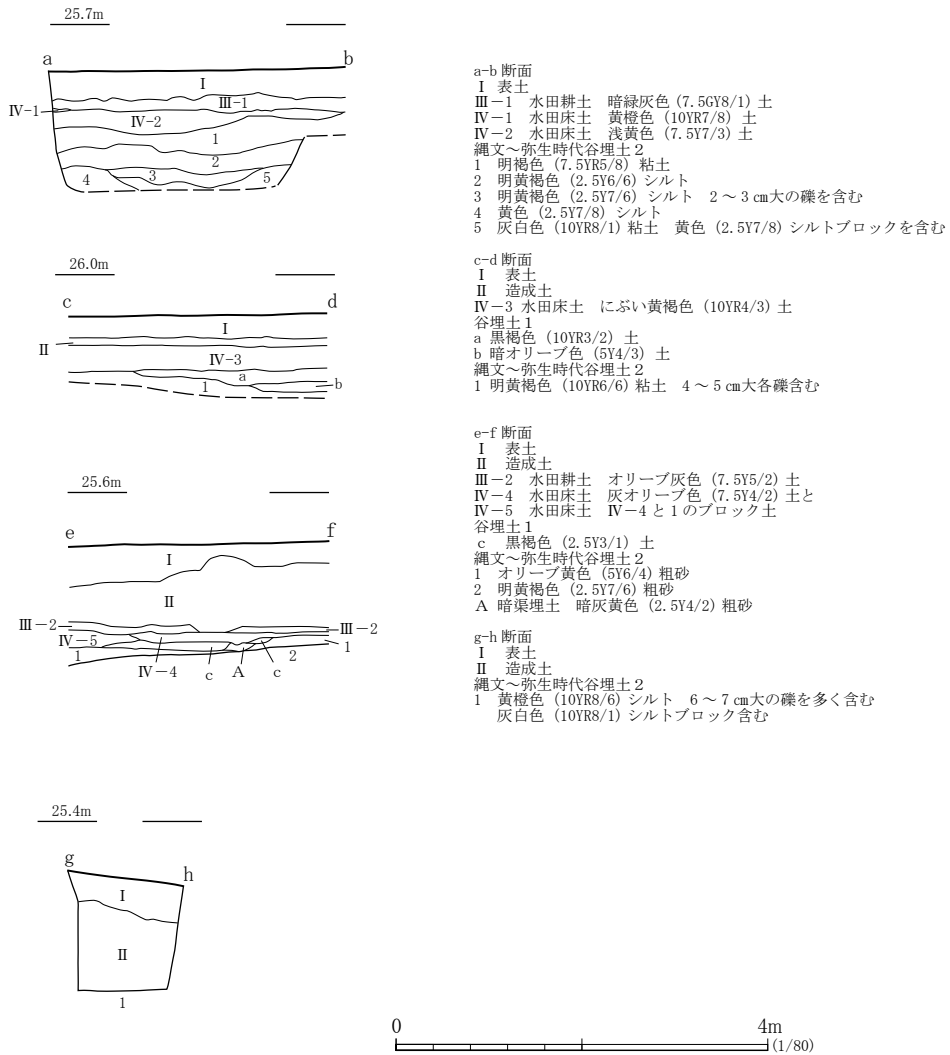 25.7m
a
b
Ⅰ
Ⅲ-1
Ⅳ-1
Ⅳ-2
1
2
3
4
5
a-b 断面
Ⅰ 表土
Ⅲ－1 水田耕土 暗緑灰色 (7.5GY8/1) 土
Ⅳ－1 水田床土 黄橙色 (10YR7/8) 土
Ⅳ－2 水田床土 浅黄色 (7.5Y7/3) 土
縄文～弥生時代谷埋土２
1 明褐色 (7.5YR5/8) 粘土
2 明黄褐色 (2.5Y6/6) シルト
3 明黄褐色 (2.5Y7/6) シルト 2～3㎝大の礫を含む
4 黄色 (2.5Y7/8) シルト
5 灰白色 (10YR8/1) 粘土 黄色 (2.5Y7/8) シルトブロックを含む
26.0m
c
d
Ⅰ
Ⅱ
Ⅳ-3
a
1
b
c-d 断面
Ⅰ 表土
Ⅱ 造成土
Ⅳ－3 水田床土 にぶい黄褐色 (10YR4/3) 土
谷埋土１
a 黒褐色 (10YR3/2) 土
b 暗オリーブ色 (5Y4/3) 土
縄文～弥生時代谷埋土２
1 明黄褐色 (10YR6/6) 粘土 4～5㎝大各礫含む
25.6m
e
f
Ⅰ
Ⅱ
Ⅲ－2
Ⅲ－2
Ⅳ－5
1
1
2
Ⅳ－4
c
A
c
e-f 断面
Ⅰ 表土
Ⅱ 造成土
Ⅲ－2 水田耕土 オリーブ灰色 (7.5Y5/2) 土
Ⅳ－4 水田床土 灰オリーブ色 (7.5Y4/2) 土と
Ⅳ－5 水田床土 Ⅳ－4と1のブロック土
谷埋土１
c 黒褐色 (2.5Y3/1) 土
縄文～弥生時代谷埋土２
1 オリーブ黄色 (5Y6/4) 粗砂
2 明黄褐色 (2.5Y7/6) 粗砂
A 暗渠埋土 暗灰黄色 (2.5Y4/2) 粗砂
25.4m
g
h
Ⅰ
Ⅱ
1
g-h 断面
Ⅰ 表土
Ⅱ 造成土
縄文～弥生時代谷埋土２
1 黄橙色 (10YR8/6) シルト 6～7㎝大の礫を多く含む
灰白色 (10YR8/1) シルトブロック含む
0
4m
(1/80)